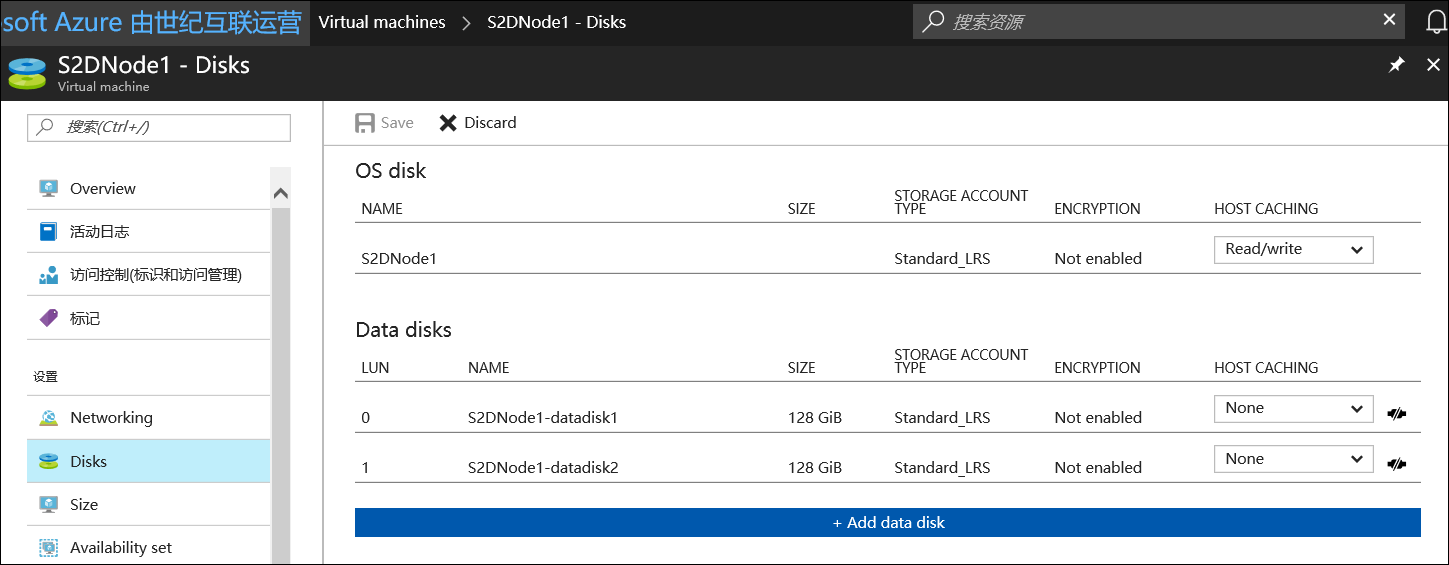 soft Azure 由世纪互联运营 Virtual machines > S2DNode1 - Disks 搜索资源
S2DNode1 - Disks
Virtual machine
搜索(Ctrl+/)
Overview
活动日志
访问控制(标识和访问管理)
标记
设置
Networking
Disks
Size
Availability set
Save Discard
OS disk
NAME SIZE STORAGE ACCOUNT TYPE ENCRYPTION HOST CACHING
S2DNode1 Standard_LRS Not enabled Read/write
Data disks
LUN NAME SIZE STORAGE ACCOUNT TYPE ENCRYPTION HOST CACHING
0 S2DNode1-datadisk1 128 GiB Standard_LRS Not enabled None
1 S2DNode1-datadisk2 128 GiB Standard_LRS Not enabled None
+ Add data disk